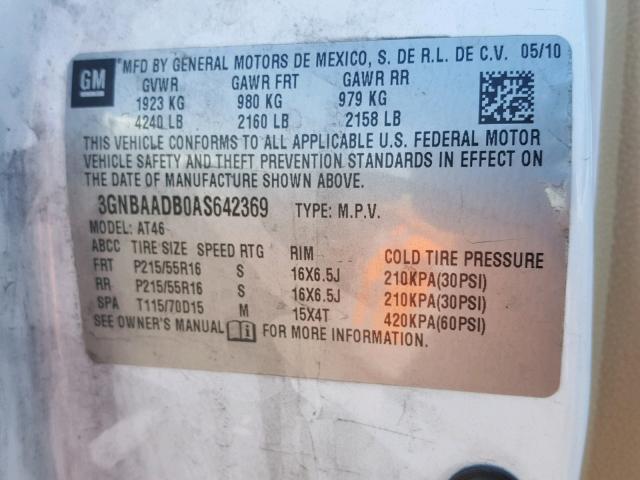 GM MFD BY GENERAL MOTORS DE MEXICO, S. DE R.L. DE C.V. 05/10
GVWR GAWR FRT GAWR RR
1923 KG 980 KG 979 KG
4240 LB 2160 LB 2158 LB
THIS VEHICLE CONFORMS TO ALL APPLICABLE U.S. FEDERAL MOTOR
VEHICLE SAFETY AND THEFT PREVENTION STANDARDS IN EFFECT ON
THE DATE OF MANUFACTURE SHOWN ABOVE.
3GNBAADB0AS642369 TYPE: M.P.V.
MODEL: AT46
ABCC TIRE SIZE SPEED RTG RIM COLD TIRE PRESSURE
FRT P215/55R16 S 16X6.5J 210KPA(30PSI)
RR P215/55R16 S 16X6.5J 210KPA(30PSI)
SPA T115/70D15 M 15X4T 420KPA(60PSI)
SEE OWNER'S MANUAL FOR MORE INFORMATION.